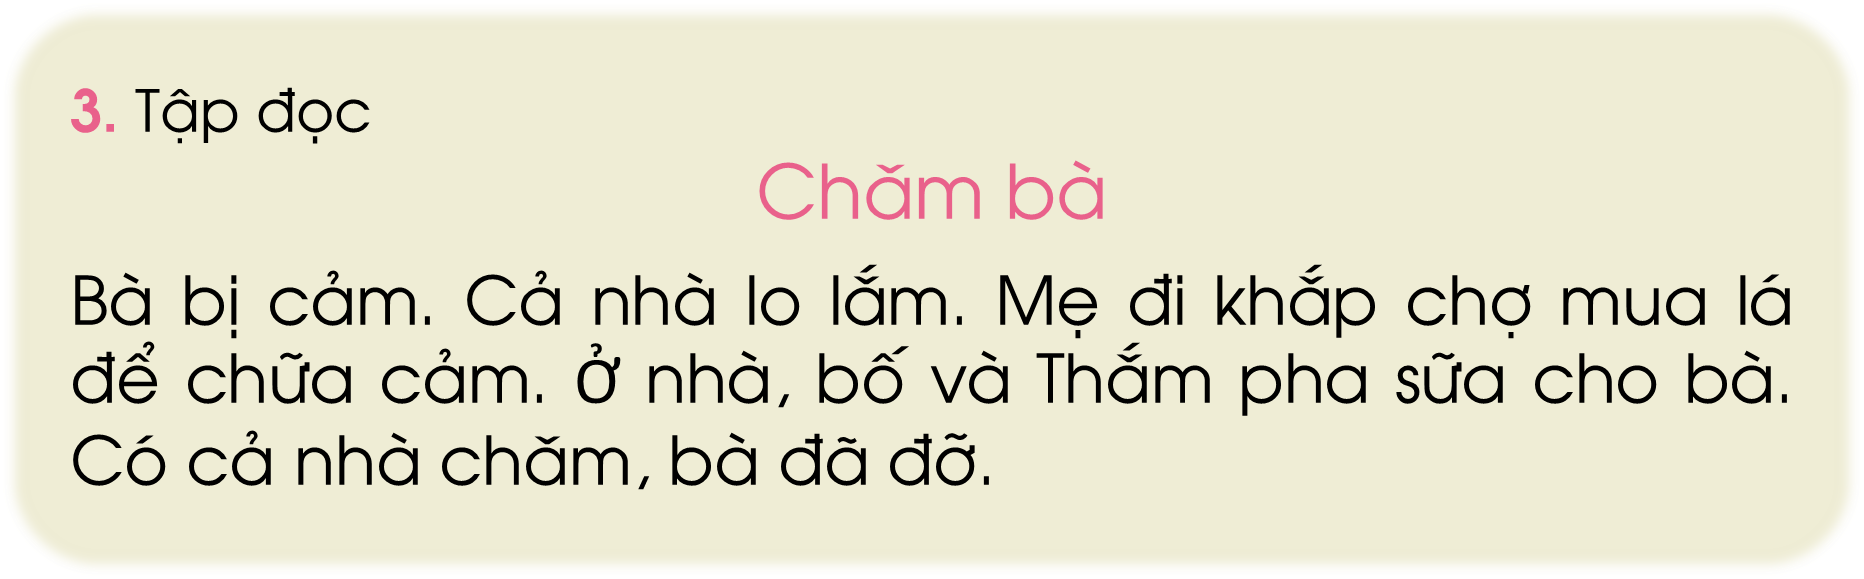 3. Tập đọc
Chăm bà
Bà bị cảm. Cả nhà lo lắm. Mẹ đi khắp chợ mua lá
để chữa cảm. Ở nhà, bố và Thắm pha sữa cho bà.
Có cả nhà chăm, bà đã đỡ.